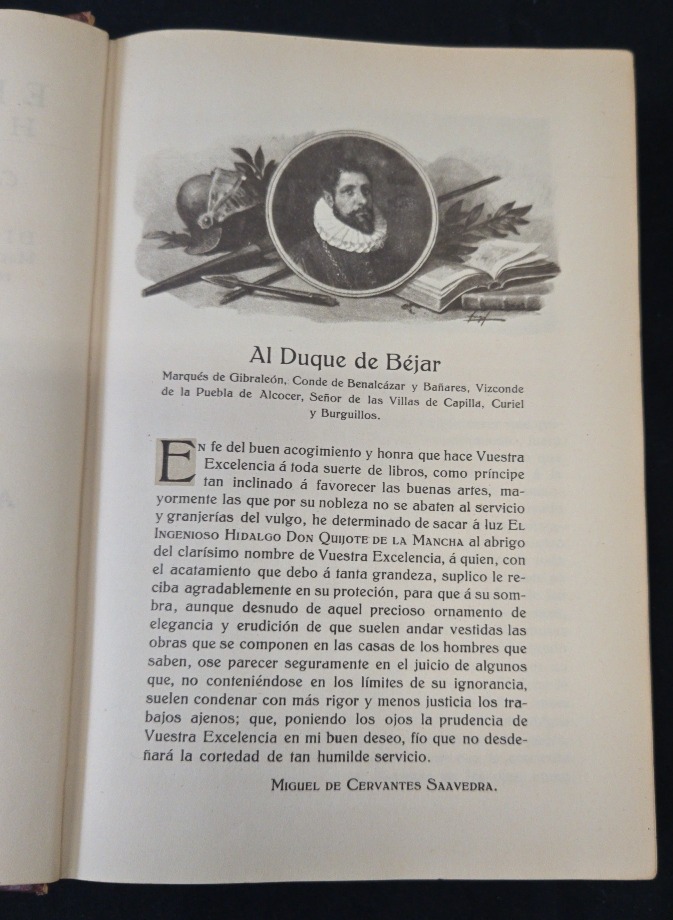 Al Duque de Béjar
Marqués de Gibraleón, Conde de Benalcázar y Bañares, Vizconde
de la Puebla de Alcocer, Señor de las Villas de Capilla, Curiel
y Burguillos.
EN fe del buen acogimiento y honra que hace Vuestra
Excelencia á toda suerte de libros, como príncipe
tan inclinado á favorecer las buenas artes, ma-
yormente las que por su nobleza no se abaten al servicio
y granjerías del vulgo, he determinado de sacar á luz EL
INGENIOSO HIDALGO DON QUIJOTE DE LA MANCHA al abrigo
del clarísimo nombre de Vuestra Excelencia, á quien, con
el acatamiento que debo á tanta grandeza, suplico le re-
ciba agradablemente en su proteción, para que á su som-
bra, aunque desnudo de aquel precioso ornamento de
elegancia y erudición de que suelen andar vestidas las
obras que se componen en las casas de los hombres que
saben, ose parecer seguramente en el juicio de algunos
que, no conteniéndose en los límites de su ignorancia,
suelen condenar con más rigor y menos justicia los tra-
bajos ajenos; que, poniendo los ojos la prudencia de
Vuestra Excelencia en mi buen deseo, fío que no desde-
ñará la cortedad de tan humilde servicio.
MIGUEL DE CERVANTES SAAVEDRA.